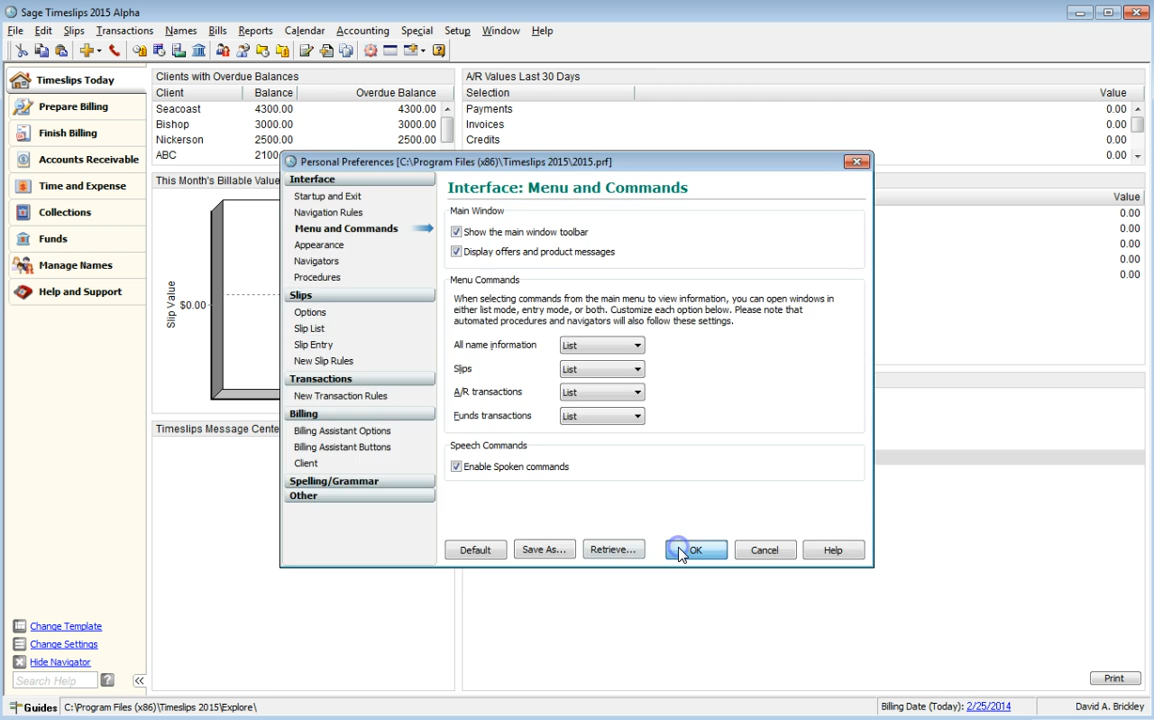 Sage Timeslips 2015 Alpha
File Edit Slips Transactions Names Bills Reports Calendar Accounting Special Setup Window Help
Timeslips Today
Prepare Billing
Finish Billing
Accounts Receivable
Time and Expense
Collections
Funds
Manage Names
Help and Support
Change Template
Change Settings
Hide Navigator
Search Help
Clients with Overdue Balances
Client Balance Overdue Balance
Seacoast 4300.00 4300.00
Bishop 3000.00 3000.00
Nickerson 2500.00 2500.00
ABC 2100
This Month's Billable Value
Slip Value
$0.00
Timeslips Message Cente
A/R Values Last 30 Days
Selection Value
Payments 0.00
Invoices 0.00
Credits 0.00
0.00
Value
0.00
0.00
0.00
0.00
0.00
Print
Personal Preferences [C:\Program Files (x86)\Timeslips 2015\2015.prf]
Interface
Startup and Exit
Navigation Rules
Menu and Commands
Appearance
Navigators
Procedures
Slips
Options
Slip List
Slip Entry
New Slip Rules
Transactions
New Transaction Rules
Billing
Billing Assistant Options
Billing Assistant Buttons
Client
Spelling/Grammar
Other
Interface: Menu and Commands
Main Window
Show the main window toolbar
Display offers and product messages
Menu Commands
When selecting commands from the main menu to view information, you can open windows in
either list mode, entry mode, or both. Customize each option below. Please note that
automated procedures and navigators will also follow these settings.
All name information List
Slips List
A/R transactions List
Funds transactions List
Speech Commands
Enable Spoken commands
Default Save As... Retrieve... OK Cancel Help
Guides C:\Program Files (x86)\Timeslips 2015\Explore\ Billing Date (Today): 2/25/2014 David A. Brickley